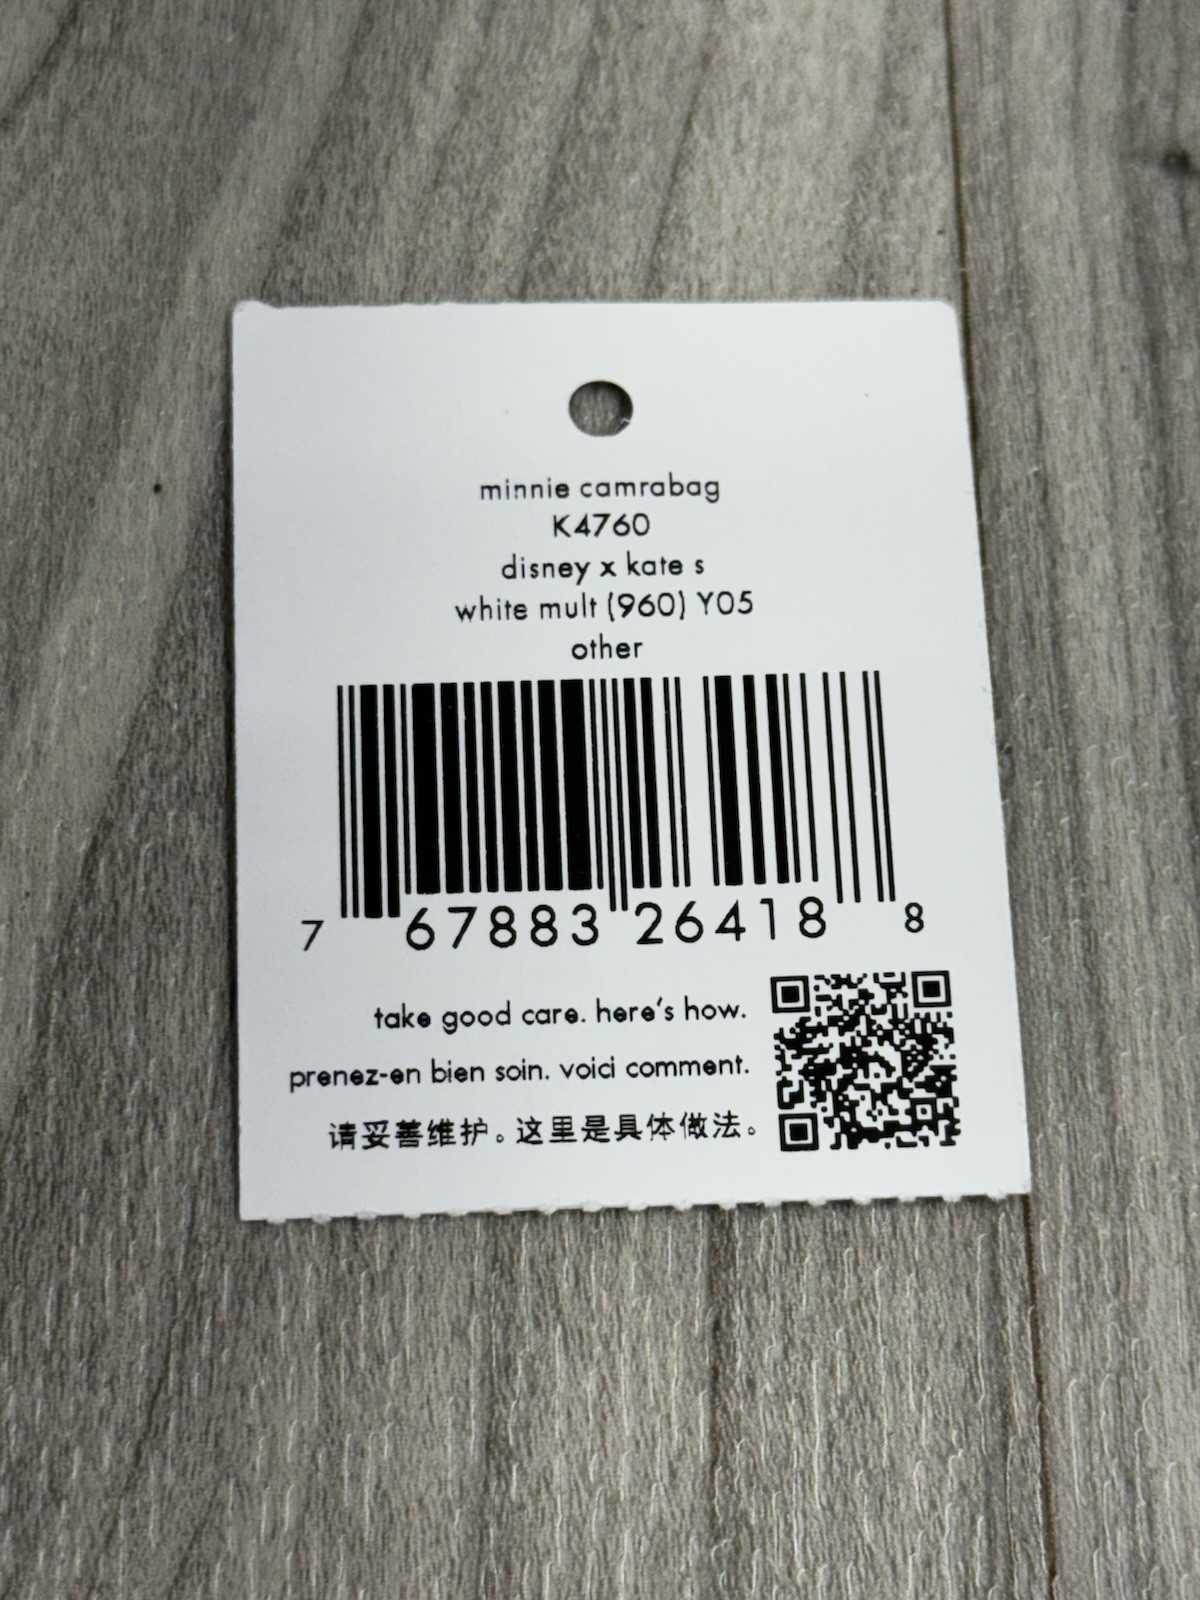 minnie camrabag
K4760
disney x kate s
white mult (960) Y05
other
7 67883 26418 8
take good care. here's how.
prenez-en bien soin. voici comment.
请妥善维护。这里是具体做法。